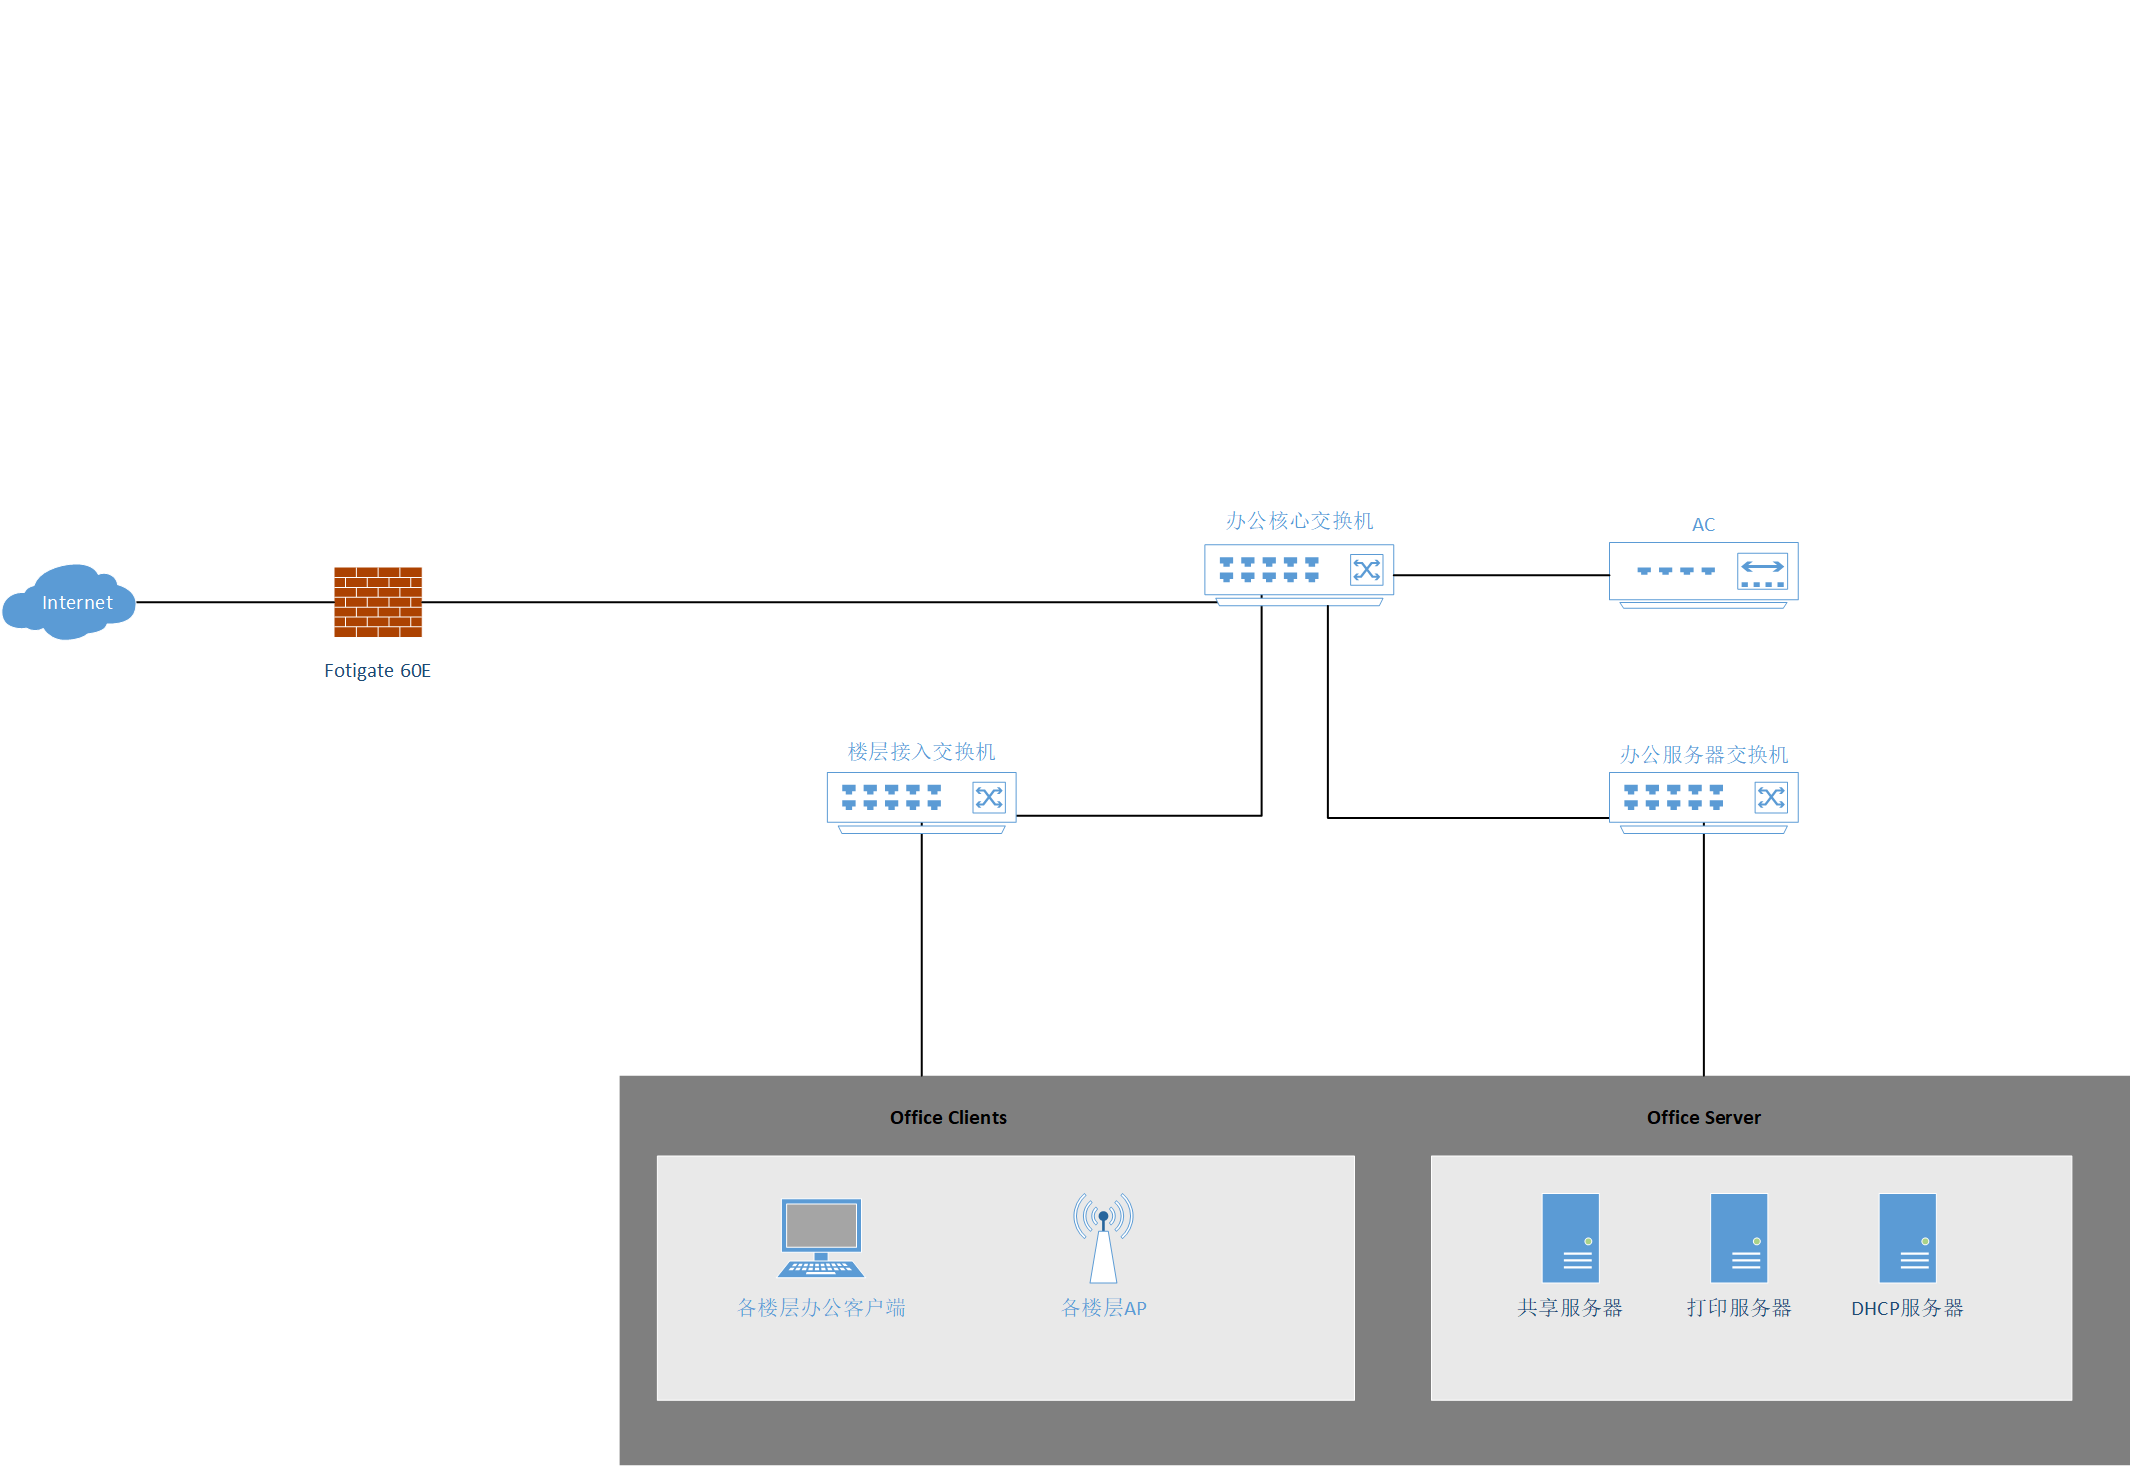 办公核心交换机
AC
Internet
Fotigate 60E
楼层接入交换机
办公服务器交换机
Office Clients
Office Server
各楼层办公客户端
各楼层AP
共享服务器
打印服务器
DHCP服务器